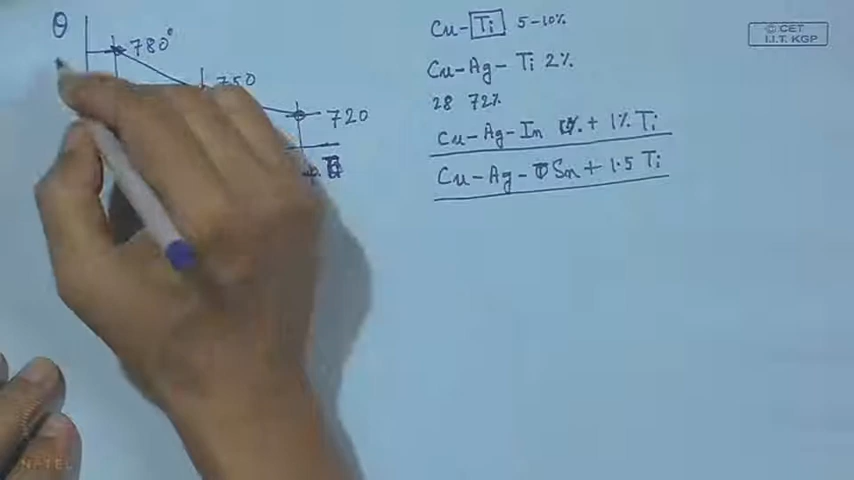 θ
780°
750
720
Cu-Ti 5-10%
Cu-Ag-Ti 2%
28 72%
Cu-Ag-In + 1% Ti
Cu-Ag-Sn + 1.5 Ti
© CET
I.I.T. KGP
NPTEL